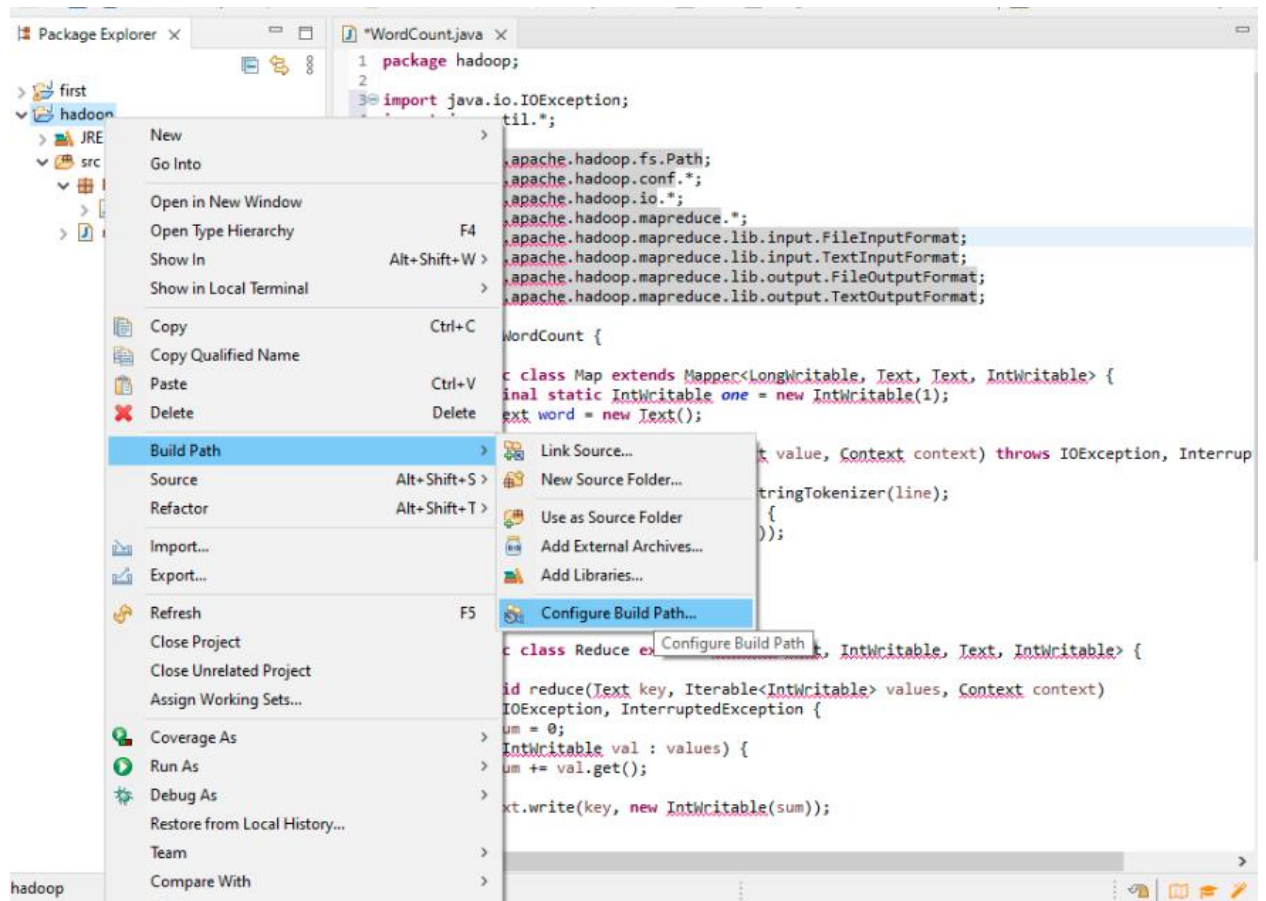 Package Explorer
first
hadoop
JRE
src
hadoop
*WordCount.java
1 package hadoop;
2
3 import java.io.IOException;
til.*;
.apache.hadoop.fs.Path;
.apache.hadoop.conf.*;
.apache.hadoop.io.*;
.apache.hadoop.mapreduce.*;
.apache.hadoop.mapreduce.lib.input.FileInputFormat;
.apache.hadoop.mapreduce.lib.input.TextInputFormat;
.apache.hadoop.mapreduce.lib.output.FileOutputFormat;
.apache.hadoop.mapreduce.lib.output.TextOutputFormat;
WordCount {
c class Map extends Mapper<LongWritable, Text, Text, IntWritable> {
inal static IntWritable one = new IntWritable(1);
ext word = new Text();
t value, Context context) throws IOException, Interrup
tringTokenizer(line);
{
));
c class Reduce ex
t, IntWritable, Text, IntWritable> {
id reduce(Text key, Iterable<IntWritable> values, Context context)
IOException, InterruptedException {
um = 0;
IntWritable val : values) {
um += val.get();
xt.write(key, new IntWritable(sum));
New
Go Into
Open in New Window
Open Type Hierarchy F4
Show In Alt+Shift+W
Show in Local Terminal
Copy Ctrl+C
Copy Qualified Name
Paste Ctrl+V
Delete Delete
Build Path
Source Alt+Shift+S
Refactor Alt+Shift+T
Import...
Export...
Refresh F5
Close Project
Close Unrelated Project
Assign Working Sets...
Coverage As
Run As
Debug As
Restore from Local History...
Team
Compare With
Link Source...
New Source Folder...
Use as Source Folder
Add External Archives...
Add Libraries...
Configure Build Path...
Configure Build Path